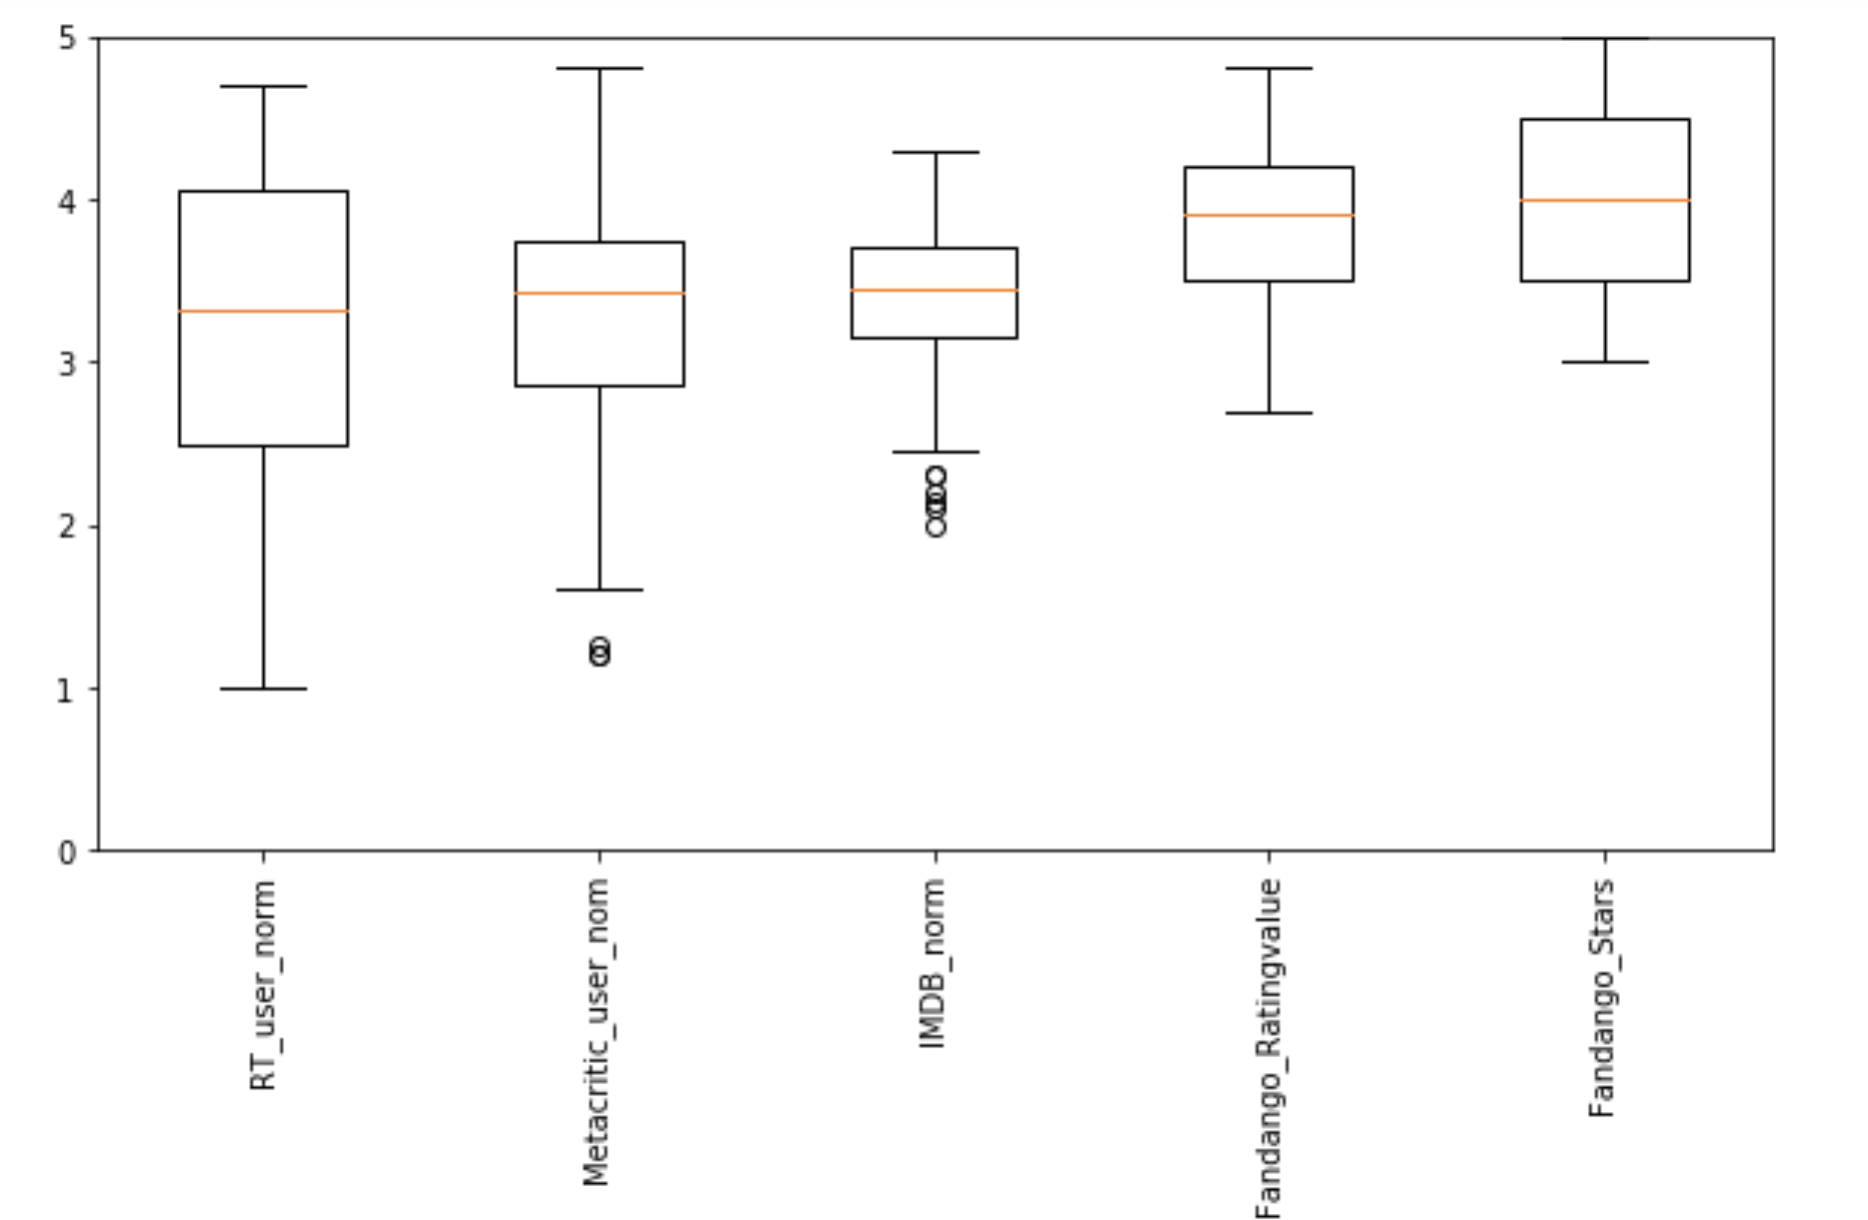 5
4
3
2
1
0
RT_user_norm
Metacritic_user_nom
IMDB_norm
Fandango_Ratingvalue
Fandango_Stars